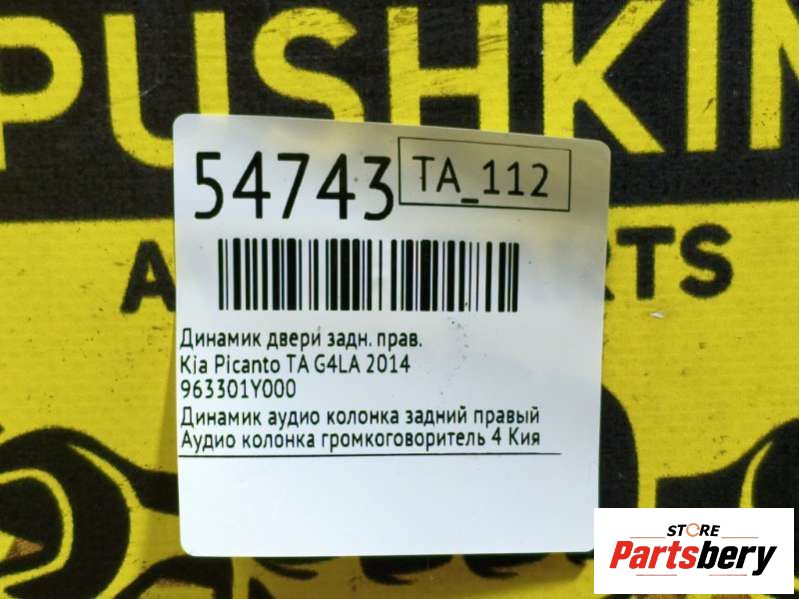 PUSHKIN
54743
TA_112
RTS
Динамик двери задн. прав.
Kia Picanto TA G4LA 2014
963301Y000
Динамик аудио колонка задний правый
Аудио колонка громкоговоритель 4 Кия
STORE
Partsbery